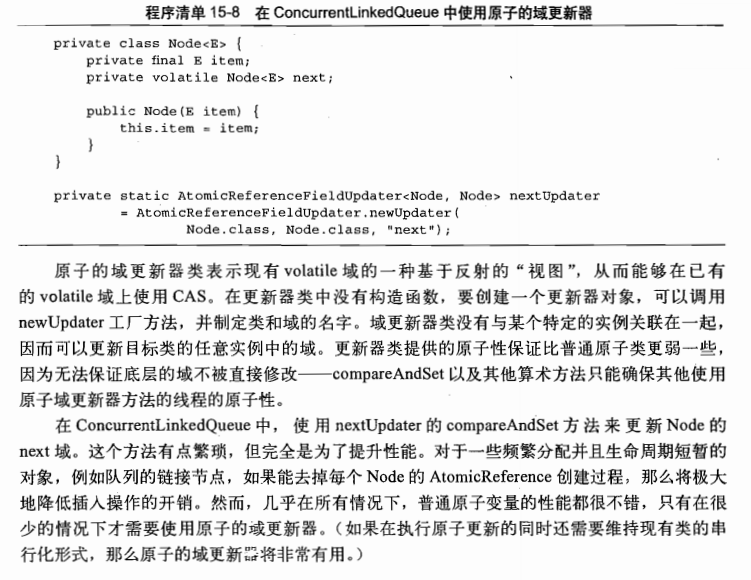 程序清单 15-8 在 ConcurrentLinkedQueue 中使用原子的域更新器
private class Node<E> {
    private final E item;
    private volatile Node<E> next;

    public Node(E item) {
        this.item = item;
    }
}

private static AtomicReferenceFieldUpdater<Node, Node> nextUpdater
        = AtomicReferenceFieldUpdater.newUpdater(
                Node.class, Node.class, "next");
原子的域更新器类表示现有 volatile 域的一种基于反射的“视图”，从而能够在已有
的 volatile 域上使用 CAS。在更新器类中没有构造函数，要创建一个更新器对象，可以调用
newUpdater 工厂方法，并制定类和域的名字。域更新器类没有与某个特定的实例关联在一起，
因而可以更新目标类的任意实例中的域。更新器类提供的原子性保证比普通原子类更弱一些，
因为无法保证底层的域不被直接修改——compareAndSet 以及其他算术方法只能确保其他使用
原子域更新器方法的线程的原子性。
在 ConcurrentLinkedQueue 中，使用 nextUpdater 的 compareAndSet 方法来更新 Node 的
next 域。这个方法有点繁琐，但完全是为了提升性能。对于一些频繁分配并且生命周期短暂的
对象，例如队列的链接节点，如果能去掉每个 Node 的 AtomicReference 创建过程，那么将极大
地降低插入操作的开销。然而，几乎在所有情况下，普通原子变量的性能都很不错，只有在很
少的情况下才需要使用原子的域更新器。（如果在执行原子更新的同时还需要维持现有类的串
行化形式，那么原子的域更新器将非常有用。）